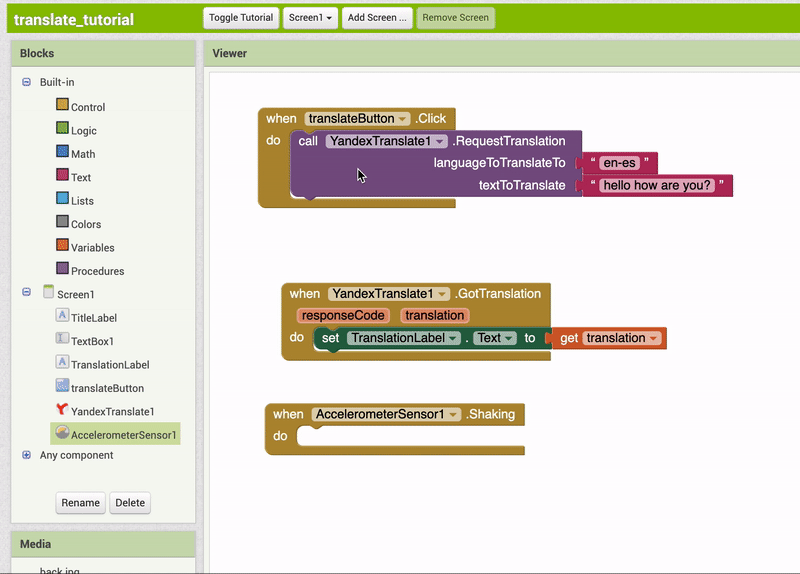 translate_tutorial
Toggle Tutorial
Screen1
Add Screen ...
Remove Screen
Blocks
Viewer
Built-in
Control
Logic
Math
Text
Lists
Colors
Variables
Procedures
Screen1
TitleLabel
TextBox1
TranslationLabel
translateButton
YandexTranslate1
AccelerometerSensor1
Any component
Rename
Delete
Media
back.jpg
when translateButton .Click
do call YandexTranslate1 .RequestTranslation
languageToTranslateTo “ en-es ”
textToTranslate “ hello how are you? ”
when YandexTranslate1 .GotTranslation
responseCode translation
do set TranslationLabel . Text to get translation
when AccelerometerSensor1 .Shaking
do